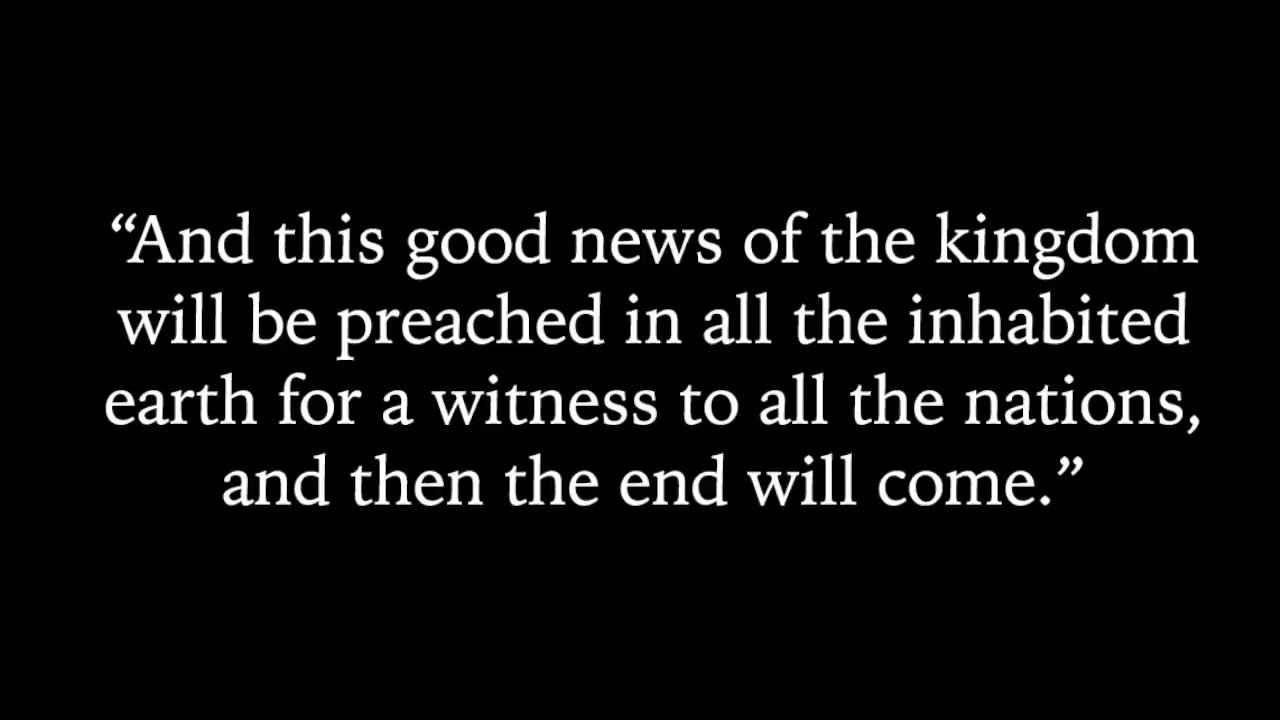 “And this good news of the kingdom
will be preached in all the inhabited
earth for a witness to all the nations,
and then the end will come.”